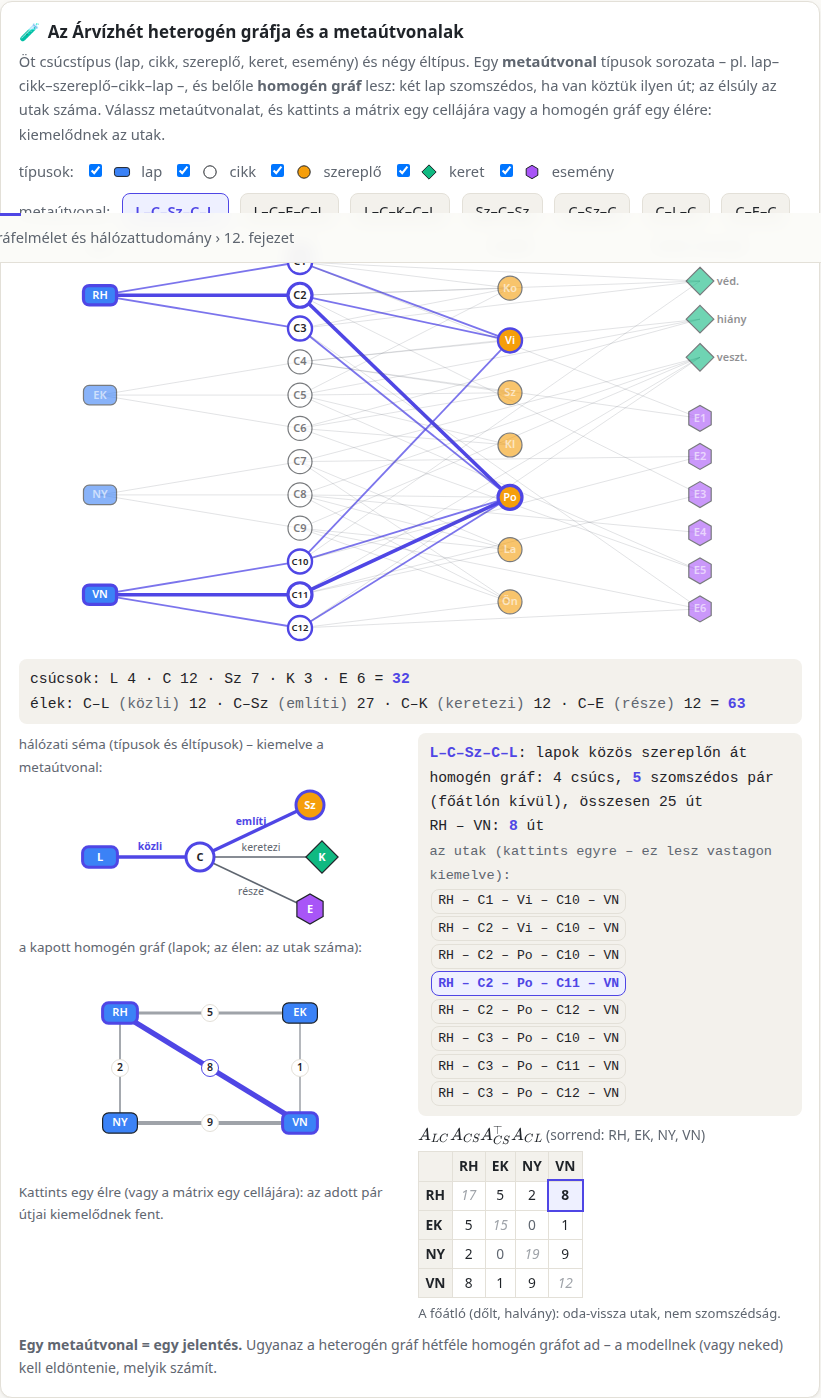 🧪 Az Árvízhét heterogén gráfja és a metaútvonalak
Öt csúcstípus (lap, cikk, szereplő, keret, esemény) és négy éltípus. Egy metaútvonal típusok sorozata – pl. lap–
cikk–szereplő–cikk–lap –, és belőle homogén gráf lesz: két lap szomszédos, ha van köztük ilyen út; az élsúly az
utak száma. Válassz metaútvonalat, és kattints a mátrix egy cellájára vagy a homogén gráf egy élére:
kiemelődnek az utak.
típusok: lap cikk szereplő keret esemény
metaútvonal: L–C–Sz–C–L L–C–E–C–L L–C–K–C–L Sz–C–Sz C–Sz–C C–L–C C–E–C
ráfelmélet és hálózattudomány › 12. fejezet
C1
RH C2 Ko véd.
C3 Vi hiány
C4 veszt.
EK C5 Sz
C6 Kl E1
C7 E2
NY C8 Po E3
C9 E4
C10 La E5
VN C11 Ön E6
C12
csúcsok: L 4 · C 12 · Sz 7 · K 3 · E 6 = 32
élek: C–L (közli) 12 · C–Sz (említi) 27 · C–K (keretezi) 12 · C–E (része) 12 = 63
hálózati séma (típusok és éltípusok) – kiemelve a
metaútvonal:
Sz
említi
közli
keretezi
L C K
része
E
a kapott homogén gráf (lapok; az élen: az utak száma):
RH 5 EK
2 8 1
NY 9 VN
Kattints egy élre (vagy a mátrix egy cellájára): az adott pár
útjai kiemelődnek fent.
L–C–Sz–C–L: lapok közös szereplőn át
homogén gráf: 4 csúcs, 5 szomszédos pár
(főátlón kívül), összesen 25 út
RH – VN: 8 út
az utak (kattints egyre – ez lesz vastagon
kiemelve):
RH – C1 – Vi – C10 – VN
RH – C2 – Vi – C10 – VN
RH – C2 – Po – C10 – VN
RH – C2 – Po – C11 – VN
RH – C2 – Po – C12 – VN
RH – C3 – Po – C10 – VN
RH – C3 – Po – C11 – VN
RH – C3 – Po – C12 – VN
A_LC A_CS A_CS^⊤ A_CL (sorrend: RH, EK, NY, VN)
RH EK NY VN
RH 17 5 2 8
EK 5 15 0 1
NY 2 0 19 9
VN 8 1 9 12
A főátló (dőlt, halvány): oda-vissza utak, nem szomszédság.
Egy metaútvonal = egy jelentés. Ugyanaz a heterogén gráf hétféle homogén gráfot ad – a modellnek (vagy neked)
kell eldöntenie, melyik számít.